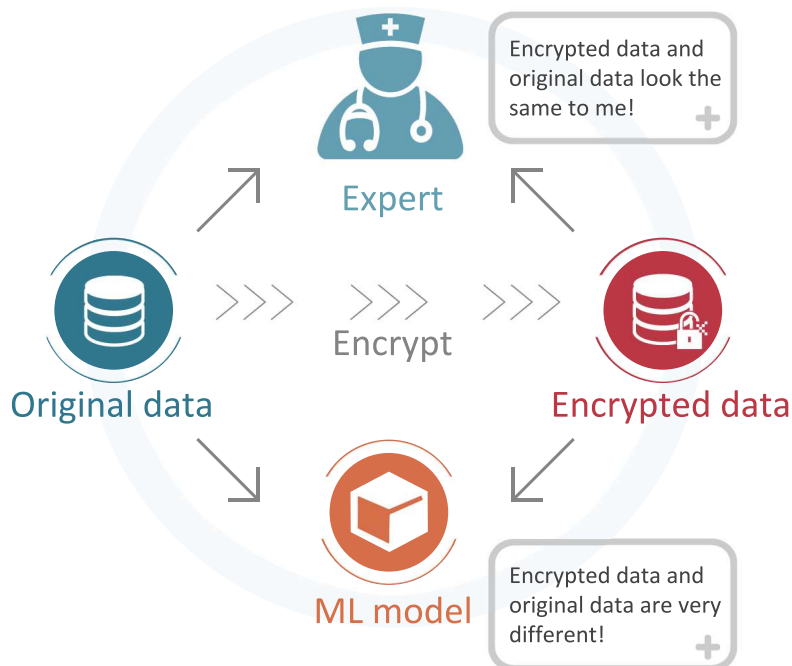 Encrypted data and
original data look the
same to me!
Expert
Encrypt
Original data
Encrypted data
ML model
Encrypted data and
original data are very
different!